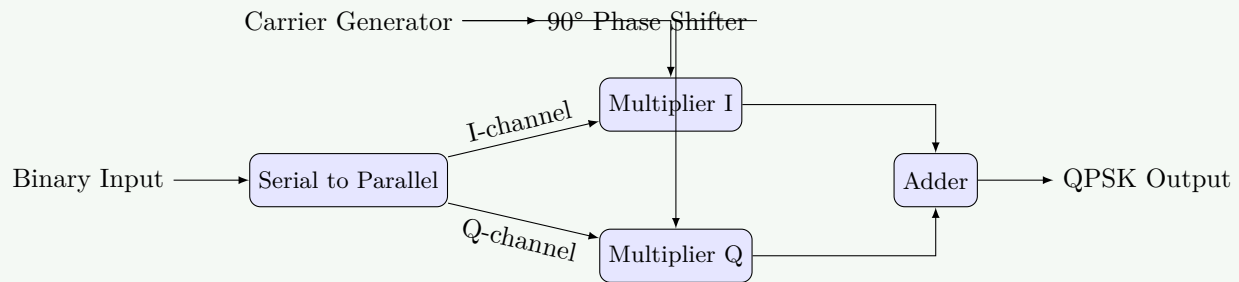 Carrier Generator
90° Phase Shifter
Multiplier I
I-channel
Binary Input
Serial to Parallel
Adder
QPSK Output
Q-channel
Multiplier Q